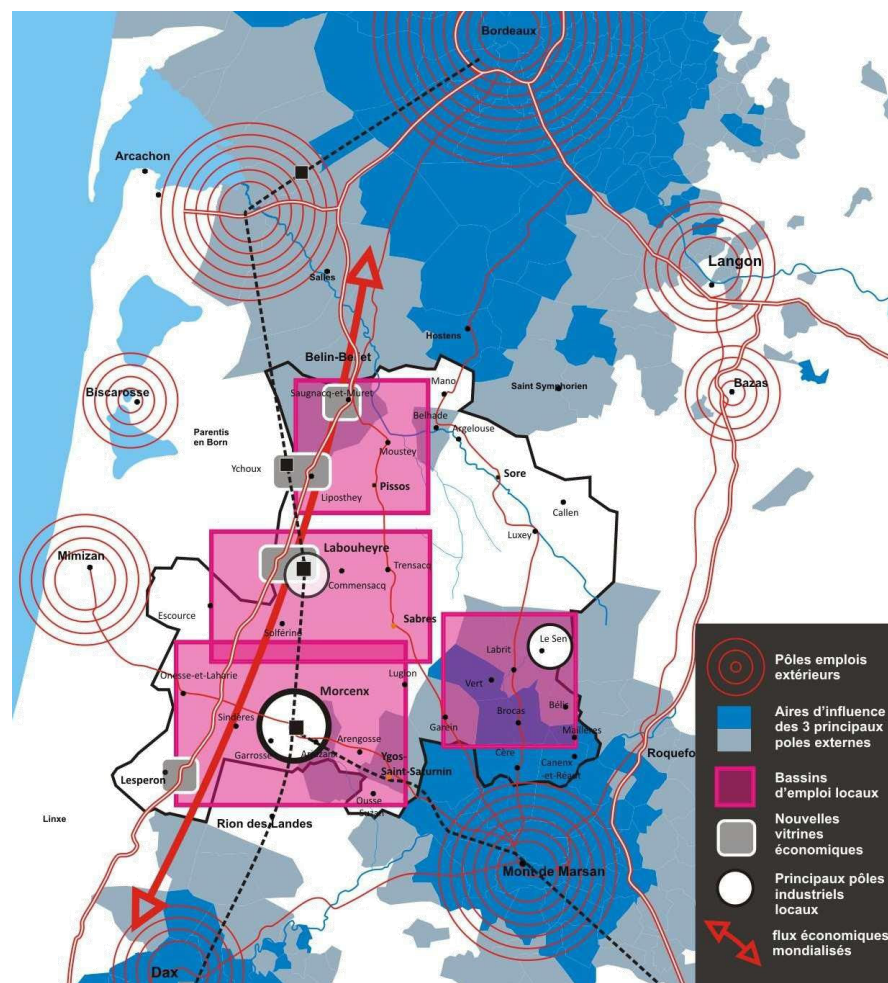 Bordeaux
Arcachon
Salles
Langon
Hostens
Belin-Beliet
Biscarosse
Saugnacq-et-Muret
Mano
Saint Symphorien
Bazas
Belhade
Argelouse
Parentis
en Born
Moustey
Ychoux
Liposthey
Pissos
Sore
Callen
Luxey
Mimizan
Labouheyre
Commensacq
Trensacq
Escource
Solférino
Sabres
Le Sen
Labrit
Onesse-et-Laharie
Luglon
Vert
Morcenx
Brocas
Bélis
Sindères
Garein
Arengosse
Mailleres
Garrosse
Ygos-
Saint-Saturnin
Cère
Canenx
-et-Réaut
Roquefo
Lesperon
Ousse
Suzan
Linxe
Rion des Landes
Mont de Marsan
Dax
Pôles emplois
extérieurs
Aires d'influence
des 3 principaux
poles externes
Bassins
d'emploi locaux
Nouvelles
vitrines
économiques
Principaux pôles
industriels
locaux
flux économiques
mondialisés